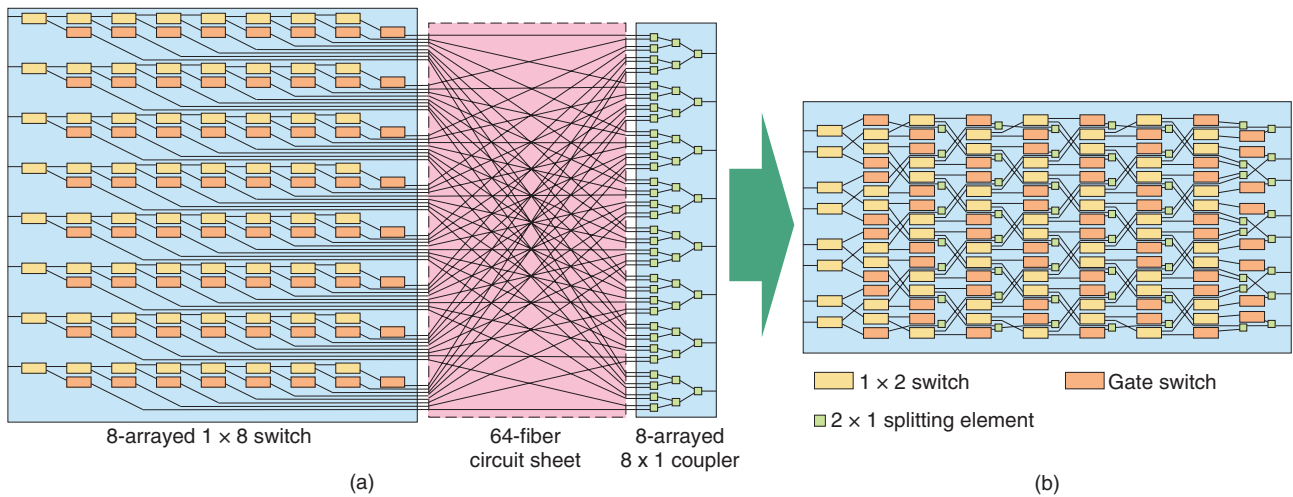 8-arrayed 1 × 8 switch
64-fiber
circuit sheet
8-arrayed
8 x 1 coupler
(a)
1 × 2 switch
Gate switch
2 × 1 splitting element
(b)